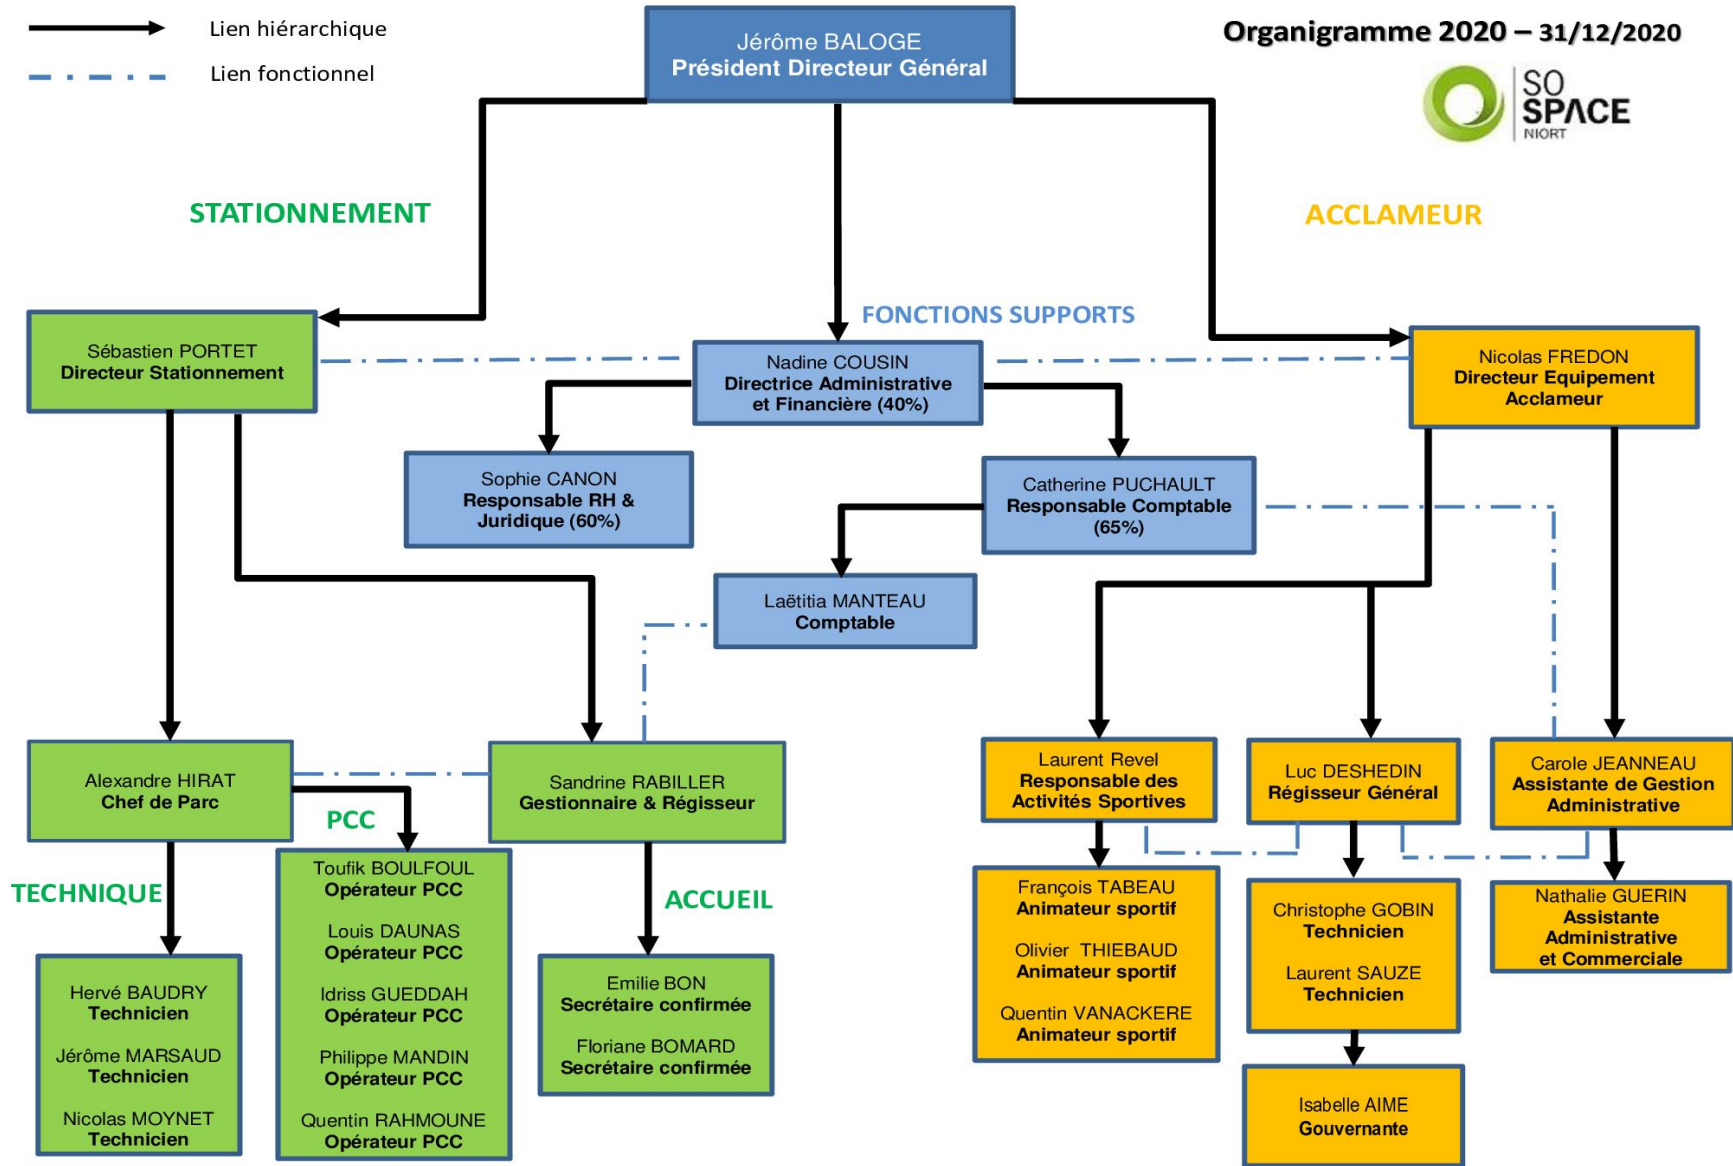 Lien hiérarchique
Lien fonctionnel
Jérôme BALOGE
Président Directeur Général
Organigramme 2020 – 31/12/2020
SO
SPΛCE
NIORT
STATIONNEMENT
ACCLAMEUR
FONCTIONS SUPPORTS
Sébastien PORTET
Directeur Stationnement
Nadine COUSIN
Directrice Administrative
et Financière (40%)
Nicolas FREDON
Directeur Equipement
Acclameur
Sophie CANON
Responsable RH &
Juridique (60%)
Catherine PUCHAULT
Responsable Comptable
(65%)
Laëtitia MANTEAU
Comptable
Alexandre HIRAT
Chef de Parc
Sandrine RABILLER
Gestionnaire & Régisseur
Laurent Revel
Responsable des
Activités Sportives
Luc DESHEDIN
Régisseur Général
Carole JEANNEAU
Assistante de Gestion
Administrative
PCC
TECHNIQUE
ACCUEIL
Hervé BAUDRY
Technicien
Jérôme MARSAUD
Technicien
Nicolas MOYNET
Technicien
Toufik BOULFOUL
Opérateur PCC
Louis DAUNAS
Opérateur PCC
Idriss GUEDDAH
Opérateur PCC
Philippe MANDIN
Opérateur PCC
Quentin RAHMOUNE
Opérateur PCC
Emilie BON
Secrétaire confirmée
Floriane BOMARD
Secrétaire confirmée
François TABEAU
Animateur sportif
Olivier THIEBAUD
Animateur sportif
Quentin VANACKERE
Animateur sportif
Christophe GOBIN
Technicien
Laurent SAUZE
Technicien
Isabelle AIME
Gouvernante
Nathalie GUERIN
Assistante
Administrative
et Commerciale